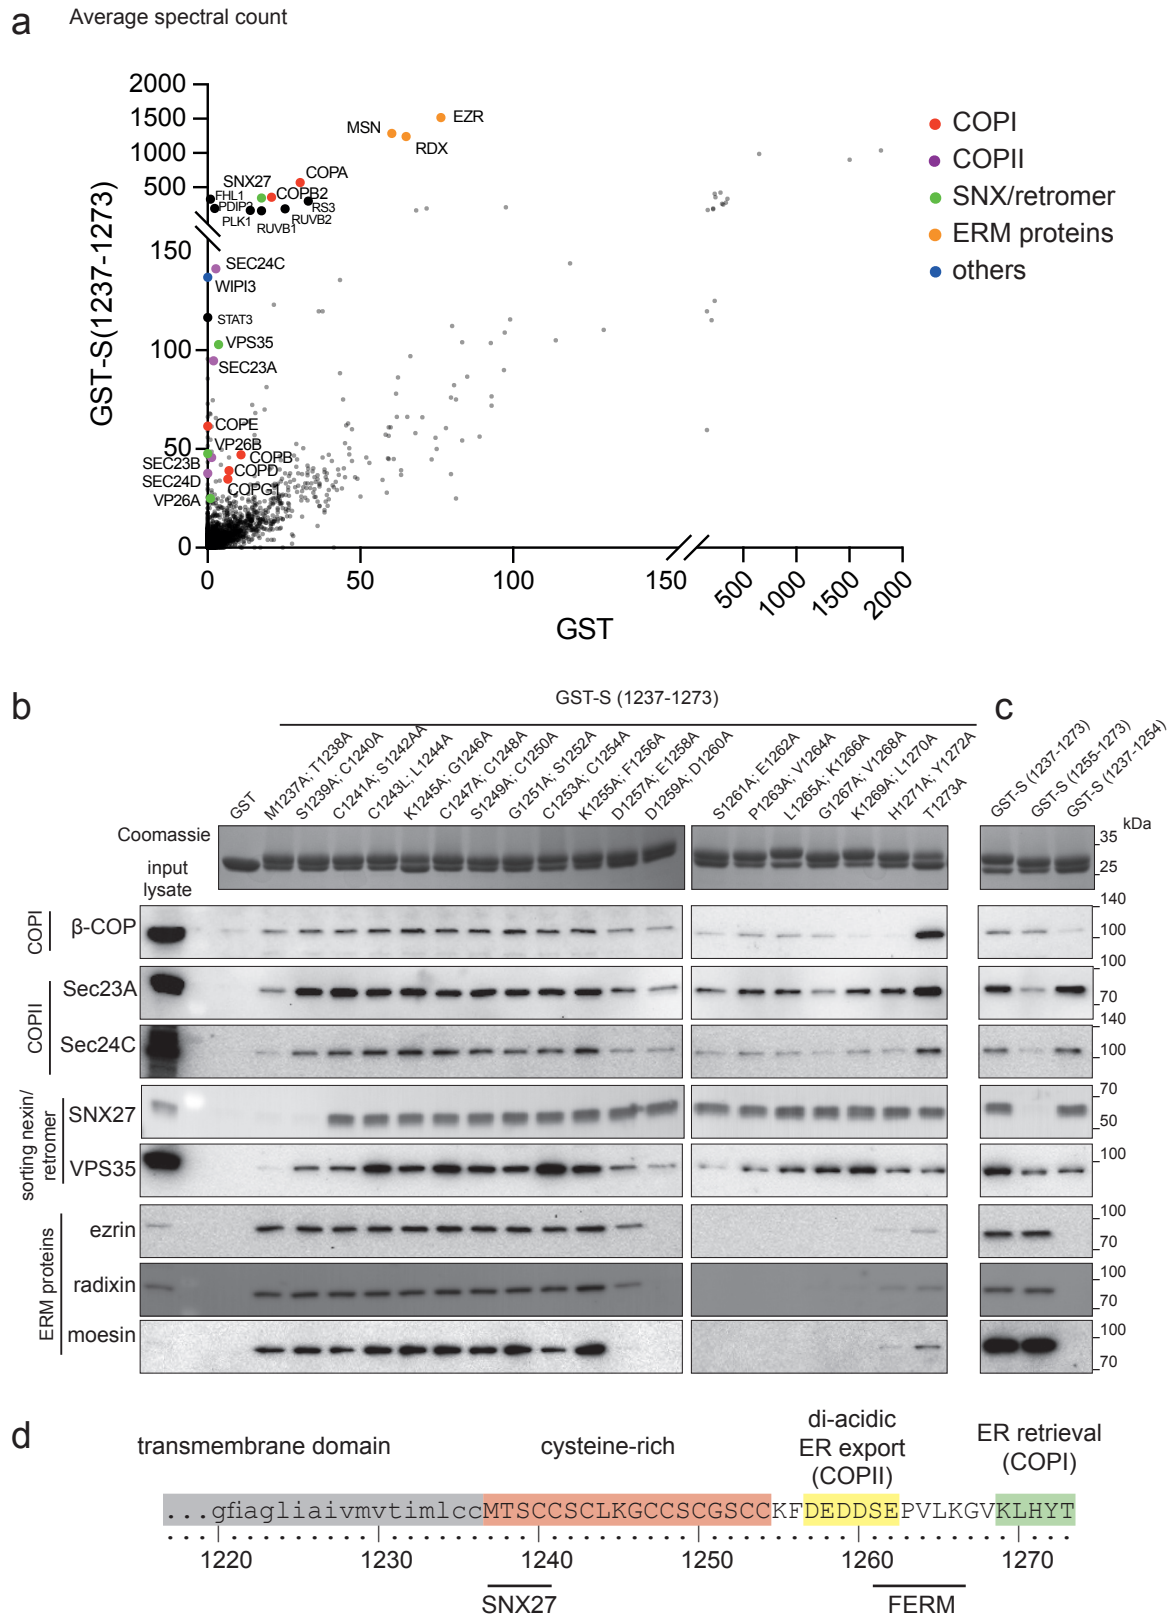 a
Average spectral count
GST-S(1237-1273)
2000
1500
1000
500
150
100
50
0
MSN
EZR
RDX
COPA
SNX27
COPB2
FHL1
PDIP3
RS3
PLK1
RUVB1
RUVB2
SEC24C
WIPI3
STAT3
VPS35
SEC23A
COPE
VP26B
COPB
SEC23B
COPD
SEC24D
COPG1
VP26A
COPI
COPII
SNX/retromer
ERM proteins
others
0
50
100
150
500
1000
1500
2000
GST
b
GST-S (1237-1273)
c
GST
M1237A; T1238A
S1239A; C1240A
C1241A; S1242AA
C1243L; L1244A
K1245A; G1246A
C1247A; C1248A
S1249A; C1250A
G1251A; S1252A
C1253A; C1254A
K1255A; F1256A
D1257A; E1258A
D1259A; D1260A
S1261A; E1262A
P1263A; V1264A
L1265A; K1266A
G1267A; V1268A
K1269A; L1270A
H1271A; Y1272A
T1273A
GST-S (1237-1273)
GST-S (1255-1273)
GST-S (1237-1254)
Coomassie
kDa
35
25
input
lysate
COPI
β-COP
140
100
COPII
Sec23A
100
70
Sec24C
140
100
sorting nexin/
retromer
SNX27
70
50
VPS35
100
ERM proteins
ezrin
100
70
radixin
100
70
moesin
100
70
d
transmembrane domain
cysteine-rich
di-acidic
ER export
(COPII)
ER retrieval
(COPI)
...gfiagliaivmvtimlccMTSCCSCLKGCCSCGSCCKFDEDDSEPVLKGVKLHYT
1220
1230
1240
1250
1260
1270
SNX27
FERM